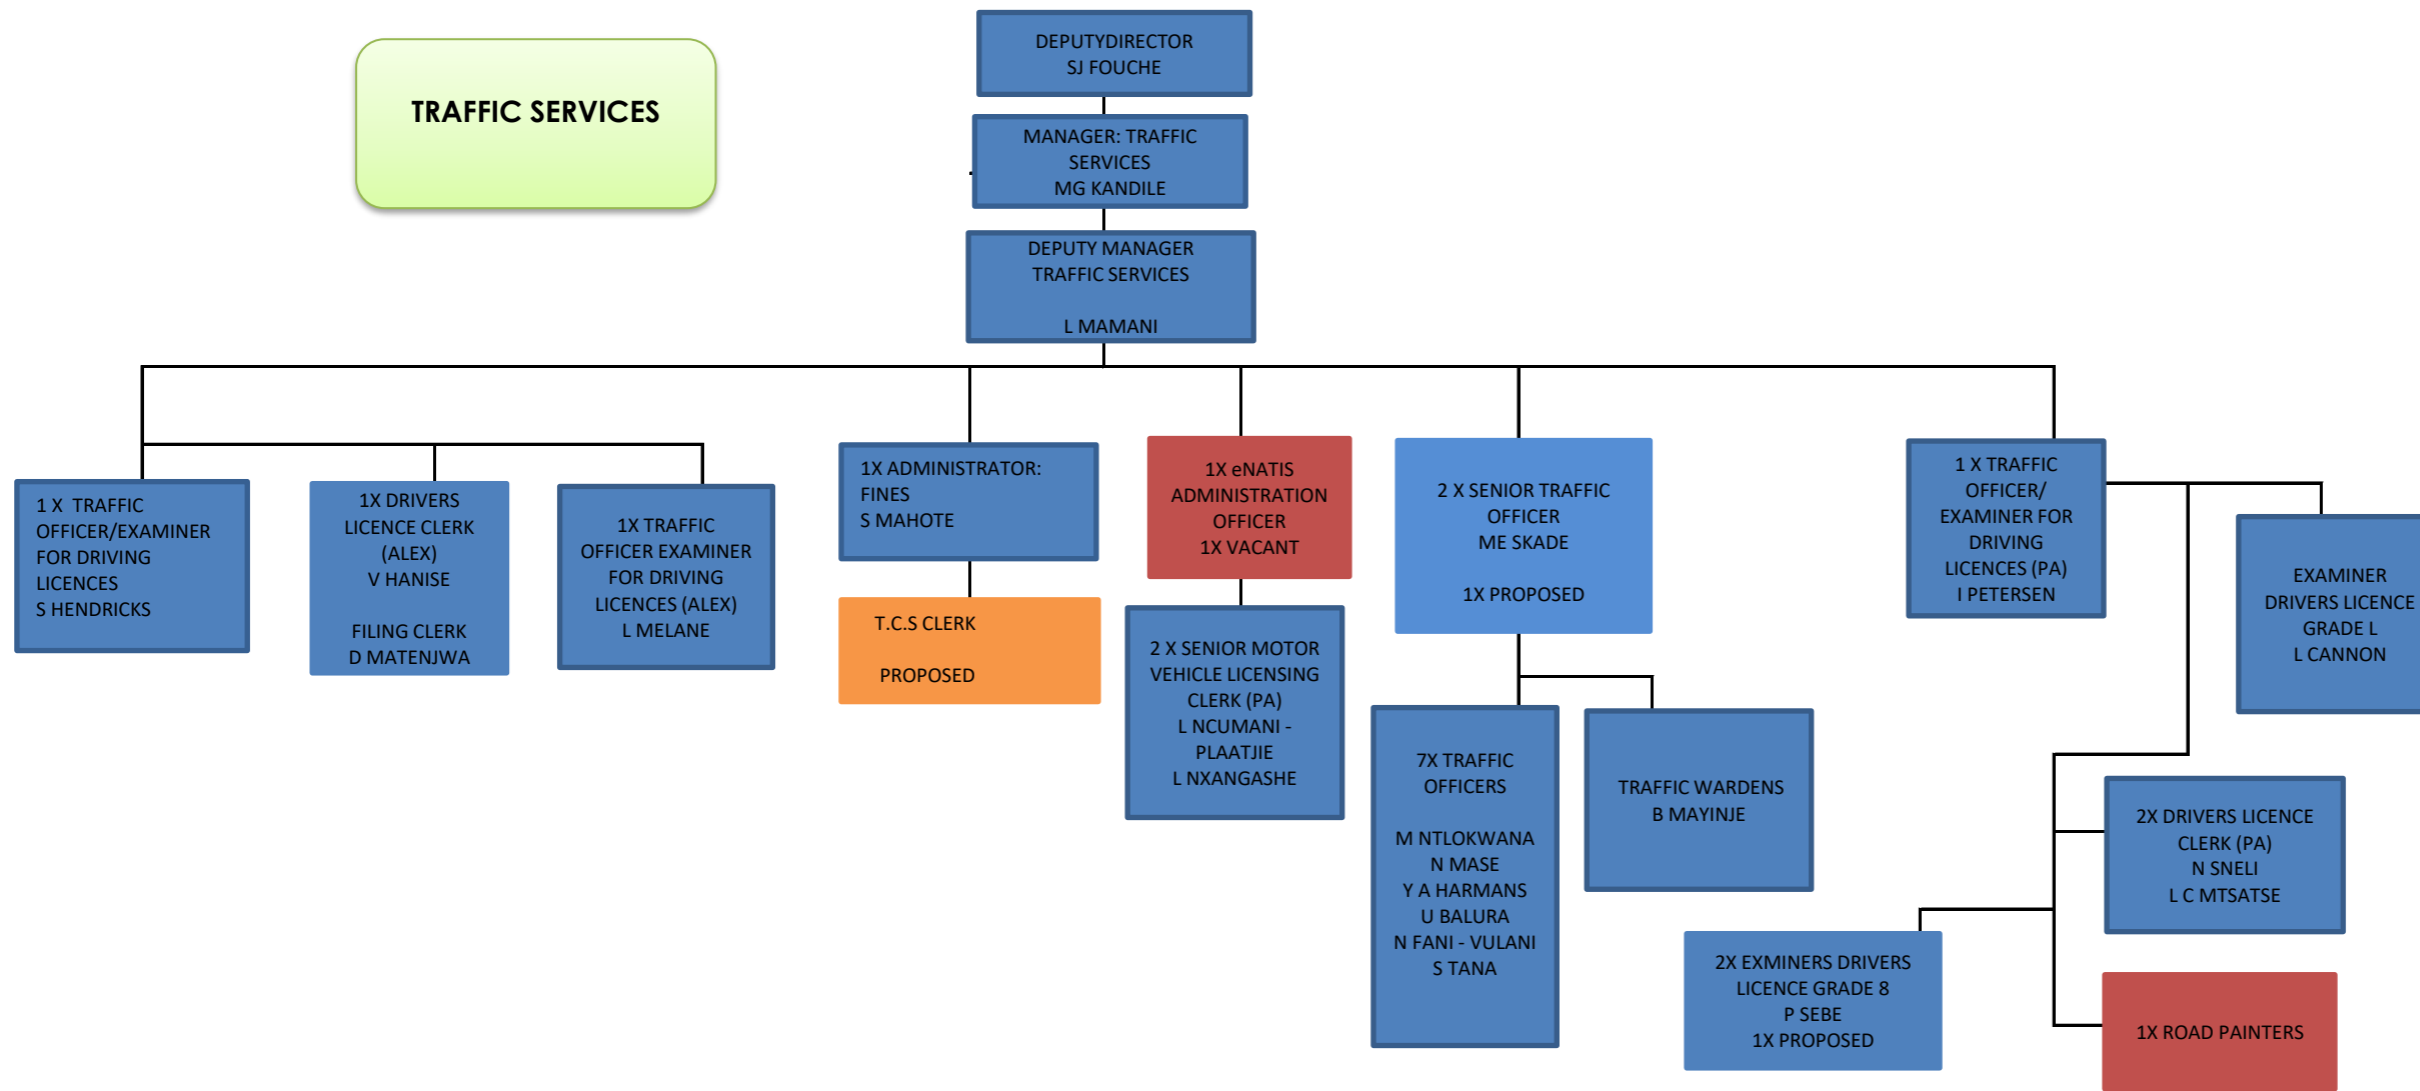 TRAFFIC SERVICES
DEPUTYDIRECTOR
SJ FOUCHE
MANAGER: TRAFFIC
SERVICES
MG KANDILE
DEPUTY MANAGER
TRAFFIC SERVICES
L MAMANI
1 X TRAFFIC
OFFICER/EXAMINER
FOR DRIVING
LICENCES
S HENDRICKS
1X DRIVERS
LICENCE CLERK
(ALEX)
V HANISE
FILING CLERK
D MATENJWA
1X TRAFFIC
OFFICER EXAMINER
FOR DRIVING
LICENCES (ALEX)
L MELANE
1X ADMINISTRATOR:
FINES
S MAHOTE
T.C.S CLERK
PROPOSED
1X eNATIS
ADMINISTRATION
OFFICER
1X VACANT
2 X SENIOR MOTOR
VEHICLE LICENSING
CLERK (PA)
L NCUMANI -
PLAATJIE
L NXANGASHE
2 X SENIOR TRAFFIC
OFFICER
ME SKADE
1X PROPOSED
7X TRAFFIC
OFFICERS
M NTLOKWANA
N MASE
Y A HARMANS
U BALURA
N FANI - VULANI
S TANA
TRAFFIC WARDENS
B MAYINJE
1 X TRAFFIC
OFFICER/
EXAMINER FOR
DRIVING
LICENCES (PA)
I PETERSEN
EXAMINER
DRIVERS LICENCE
GRADE L
L CANNON
2X DRIVERS LICENCE
CLERK (PA)
N SNELI
L C MTSATSE
2X EXMINERS DRIVERS
LICENCE GRADE 8
P SEBE
1X PROPOSED
1X ROAD PAINTERS